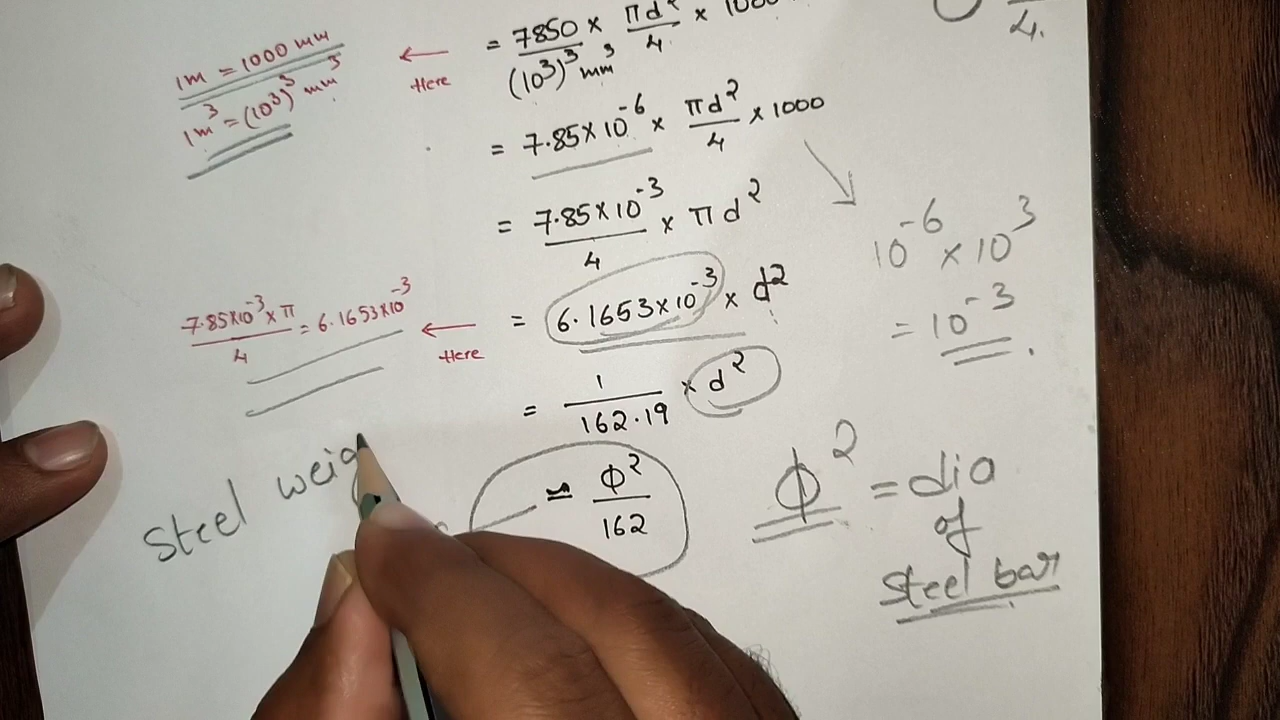 1m = 1000 mm
1m³ = (10³)³ mm³
← Here
= 7850 / (10³)³ mm³ × πd² / 4 × 1000
4.
= 7.85×10⁻⁶ × πd² / 4 × 1000
= 7.85×10⁻³ / 4 × πd²
10⁻⁶ × 10³
= 10⁻³.
7.85×10⁻³ × π / 4 = 6.1653×10⁻³
← Here
= 6.1653×10⁻³ × d²
= 1 / 162.19 × d²
≃ ϕ² / 162
ϕ² = dia
of
steel bar
Steel weig